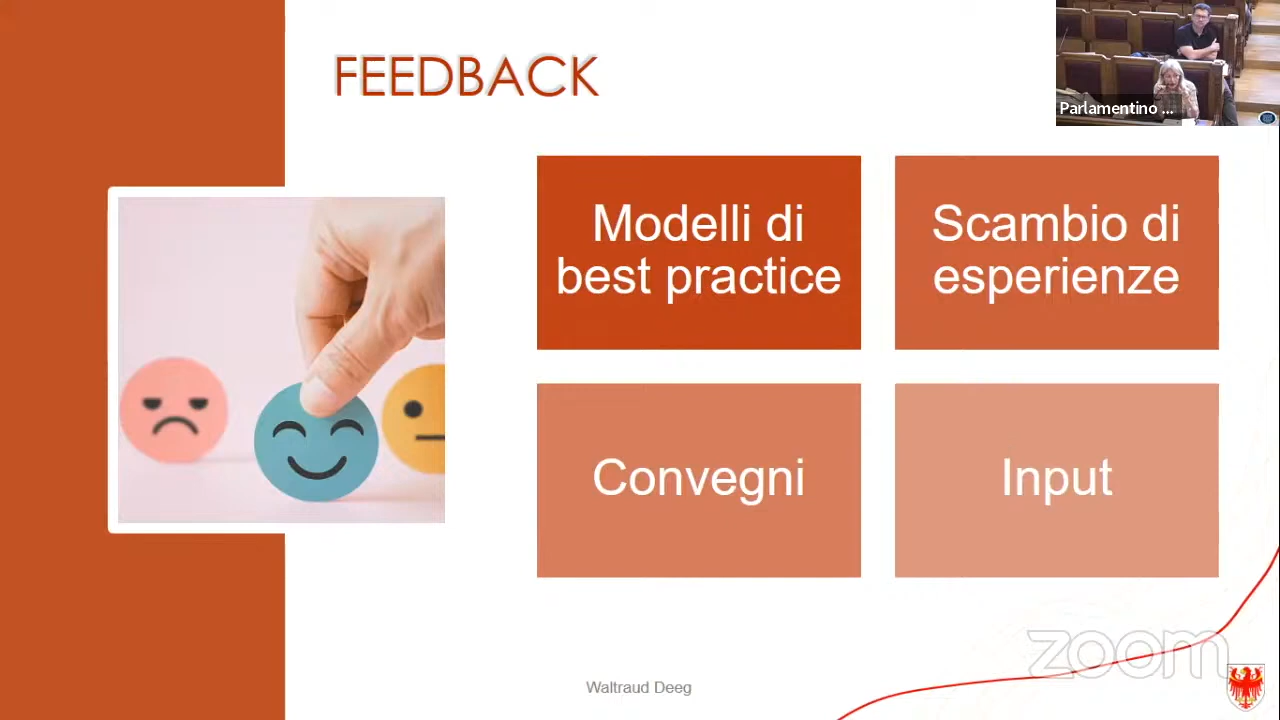 FEEDBACK
Parlamentino ...
Modelli di
best practice
Scambio di
esperienze
Convegni
Input
zoom
Waltraud Deeg